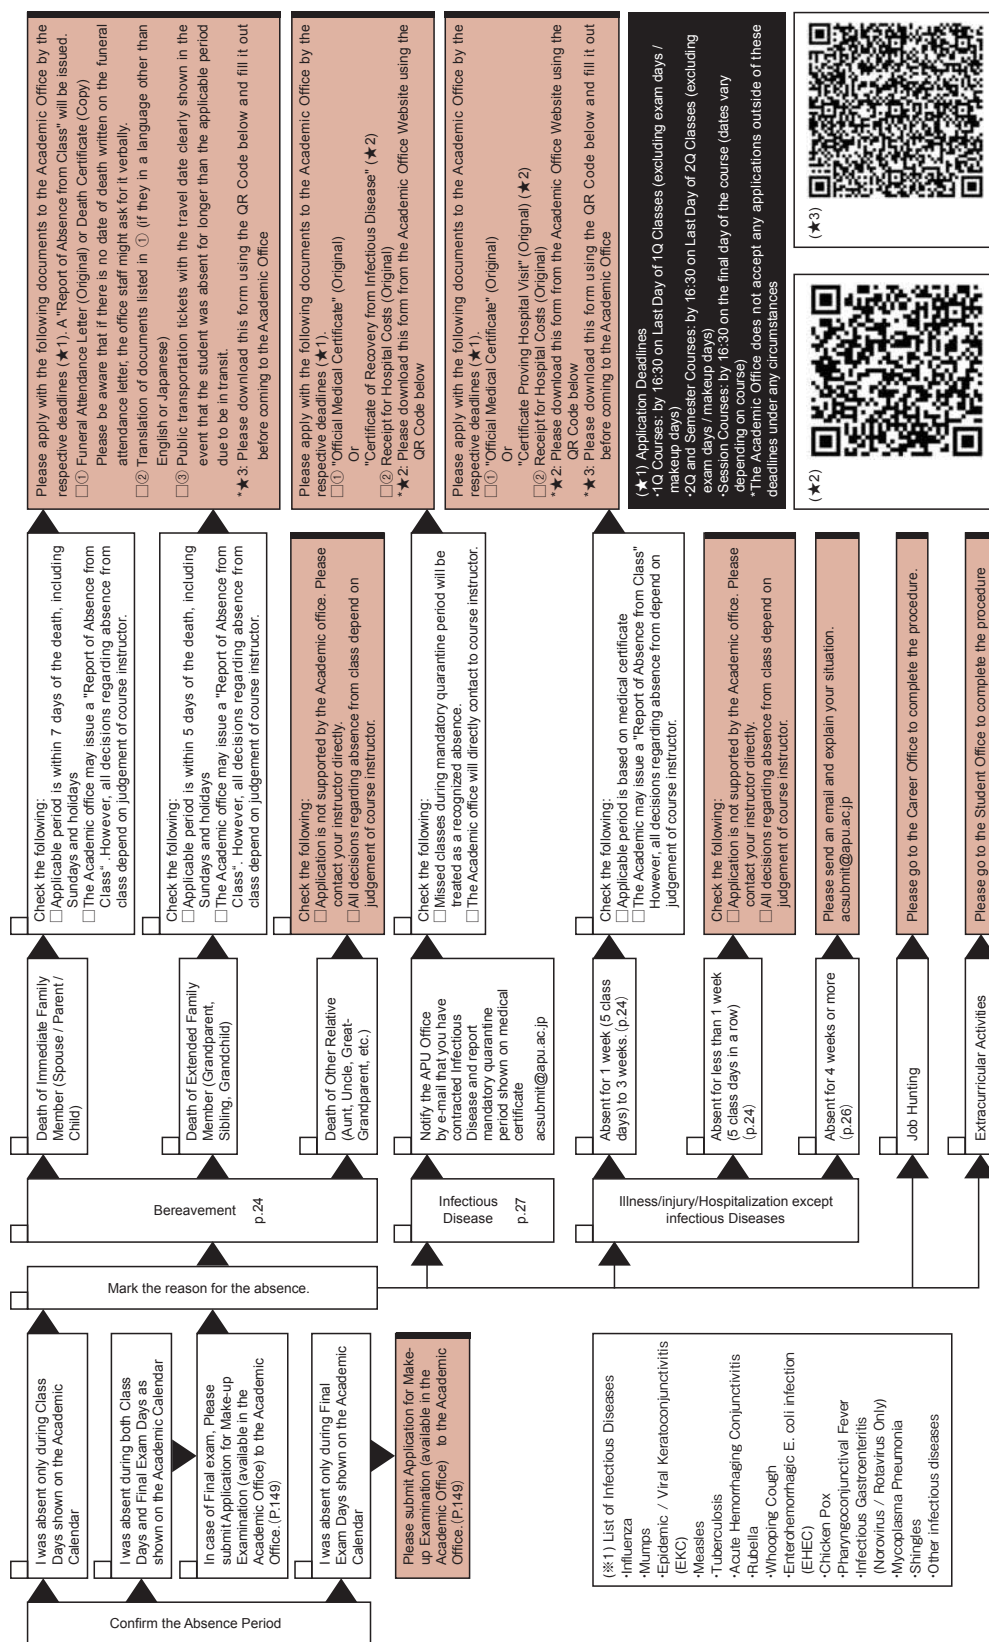 Confirm the Absence Period
I was absent only during Class
Days shown on the Academic
Calendar
I was absent during both Class
Days and Final Exam Days as
shown on the Academic Calendar
In case of Final exam, Please
submit Application for Make-up
Examination (available in the
Academic Office) to the Academic
Office.(P.149)
I was absent only during Final
Exam Days shown on the Academic
Calendar
Please submit Application for Make-
up Examination (available in the
Academic Office) to the Academic
Office.(P.149)
Mark the reason for the absence.
Bereavement
p.24
Death of Immediate Family
Member (Spouse / Parent /
Child)
Check the following:
□Applicable period is within 7 days of the death, including
Sundays and holidays
□The Academic office may issue a "Report of Absence from
Class" .However, all decisions regarding absence from
class depend on judgement of course instructor.
Death of Extended Family
Member (Grandparent,
Sibling, Grandchild)
Check the following:
□Applicable period is within 5 days of the death, including
Sundays and holidays
□The Academic office may issue a "Report of Absence from
Class". However, all decisions regarding absence from
class depend on judgement of course instructor.
Please apply with the following documents to the Academic Office by the
respective deadlines (★1). A "Report of Absence from Class" will be issued.
□① Funeral Attendance Letter (Original) or Death Certificate (Copy)
Please be aware that if there is no date of death written on the funeral
attendance letter, the office staff might ask for it verbally.
□② Translation of documents listed in ① (if they in a language other than
English or Japanese)
□③ Public transportation tickets with the travel date clearly shown in the
event that the student was absent for longer than the applicable period
due to be in transit.
*★3: Please download this form using the QR Code below and fill it out
before coming to the Academic Office
Death of Other Relative
(Aunt, Uncle, Great-
Grandparent, etc.)
Check the following:
□Application is not supported by the Academic office. Please
contact your instructor directly.
□All decisions regarding absence from class depend on
judgement of course instructor.
Infectious
Disease
p.27
Notify the APU Office
by e-mail that you have
contracted Infectious
Disease and report
mandatory quarantine
period shown on medical
certificate
acsubmit@apu.ac.jp
Check the following:
□Missed classes during mandatory quarantine period will be
treated as a recognized absence.
□The Academic office will directly contact to course instructor.
Please apply with the following documents to the Academic Office by the
respective deadlines (★1).
□① "Official Medical Certificate" (Original)
Or
"Certificate of Recovery from Infectious Disease" (★2)
□② Receipt for Hospital Costs (Original)
*★2: Please download this form from the Academic Office Website using the
QR Code below
Illness/injury/Hospitalization except
infectious Diseases
Absent for 1 week (5 class
days) to 3 weeks. (p.24)
Check the following:
□Applicable period is based on medical certificate
□The Academic may issue a "Report of Absence from Class"
However, all decisions regarding absence from depend on
judgement of course instructor.
Please apply with the following documents to the Academic Office by the
respective deadlines (★1).
□① "Official Medical Certificate" (Original)
Or
"Certificate Proving Hospital Visit" (Orignal) (★2)
□② Receipt for Hospital Costs (Original)
*★2: Please download this form from the Academic Office Website using the
QR Code below
*★3: Please download this form using the QR Code below and fill it out
before coming to the Academic Office
Absent for less than 1 week
(5 class days in a row)
(p.24)
Check the following:
□Application is not supported by the Academic office. Please
contact your instructor directly.
□All decisions regarding absence from class depend on
judgement of course instructor.
Absent for 4 weeks or more
(p.26)
Please send an email and explain your situation.
acsubmit@apu.ac.jp
Job Hunting
Please go to the Career Office to complete the procedure.
Extracurricular Activities
Please go to the Student Office to complete the procedure
(★1) Application Deadlines
・1Q Courses: by 16:30 on Last Day of 1Q Classes (excluding exam days /
makeup days)
・2Q and Semester Courses: by 16:30 on Last Day of 2Q Classes (excluding
exam days / makeup days)
・Session Courses: by 16:30 on the final day of the course (dates vary
depending on course)
*The Academic Office does not accept any applications outside of these
deadlines under any circumstances
(★2)
(★3)
(※1) List of Infectious Diseases
・Influenza
・Mumps
・Epidemic / Viral Keratoconjunctivitis
(EKC)
・Measles
・Tuberculosis
・Acute Hemorrhaging Conjunctivitis
・Rubella
・Whooping Cough
・Enterohemorrhagic E. coli infection
(EHEC)
・Chicken Pox
・Pharyngoconjunctival Fever
・Infectious Gastroenteritis
(Norovirus / Rotavirus Only)
・Mycoplasma Pneumonia
・Shingles
・Other infectious diseases